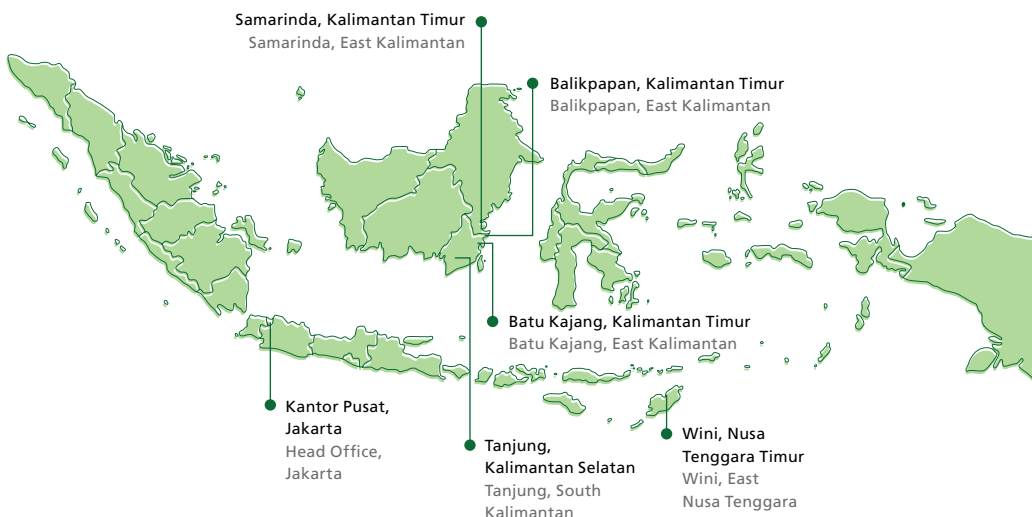 Samarinda, Kalimantan Timur
Samarinda, East Kalimantan
Balikpapan, Kalimantan Timur
Balikpapan, East Kalimantan
Batu Kajang, Kalimantan Timur
Batu Kajang, East Kalimantan
Kantor Pusat,
Jakarta
Head Office,
Jakarta
Tanjung,
Kalimantan Selatan
Tanjung, South
Kalimantan
Wini, Nusa
Tenggara Timur
Wini, East
Nusa Tenggara